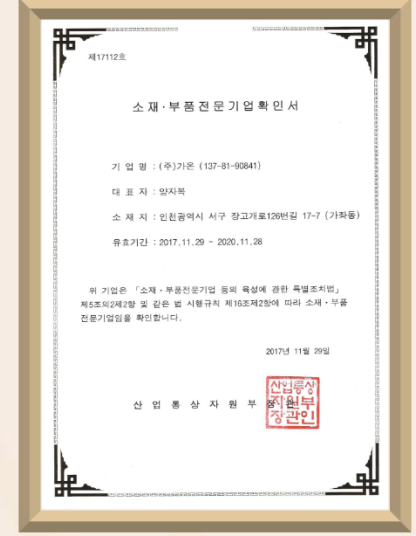 제17112호
소재·부품전문기업확인서
기 업 명 : (주)가온 (137-81-90841)
대 표 자 : 양자목
소 재 지 : 인천광역시 서구 장고개로126번길 17-7 (가좌동)
유효기간 : 2017.11.29 - 2020.11.28
위 기업은 「소재·부품전문기업 등의 육성에 관한 특별조치법」
제5조의2제2항 및 같은 법 시행규칙 제16조제2항에 따라 소재·부품
전문기업임을 확인합니다.
2017년 11월 29일
산 업 통 상 자 원 부 장 관
산업통상
자원부
장관인